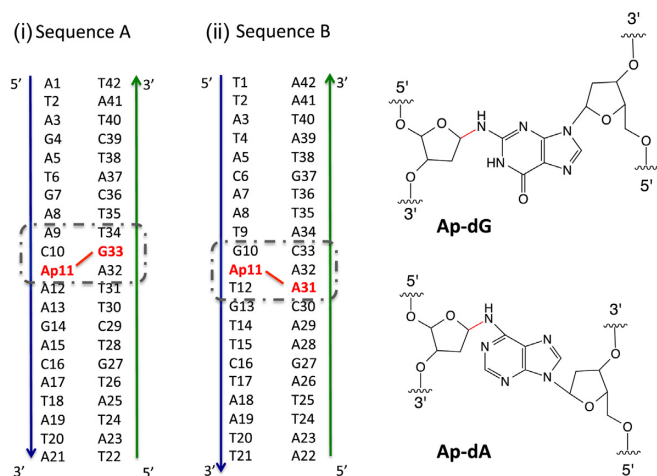 (i) Sequence A
5’ 3’
A1 T42
T2 A41
A3 T40
G4 C39
A5 T38
T6 A37
G7 C36
A8 T35
A9 T34
C10 G33
Ap11 A32
A12 T31
A13 T30
G14 C29
A15 T28
C16 G27
A17 T26
T18 A25
A19 T24
T20 A23
A21 T22
3’ 5’
(ii) Sequence B
5’ 3’
T1 A42
T2 A41
A3 T40
T4 A39
A5 T38
C6 G37
A7 T36
A8 T35
T9 A34
G10 C33
Ap11 A32
T12 A31
G13 C30
T14 A29
T15 A28
C16 G27
T17 A26
A18 T25
A19 T24
T20 A23
T21 A22
3’ 5’
3'
5'
O
O
H
N
N
N
O
O
N
O
HN
N
O
5'
3'
O
Ap-dG
5'
O
O
H
N
3'
O
N
N
O
N
N
3'
O
O
5'
Ap-dA